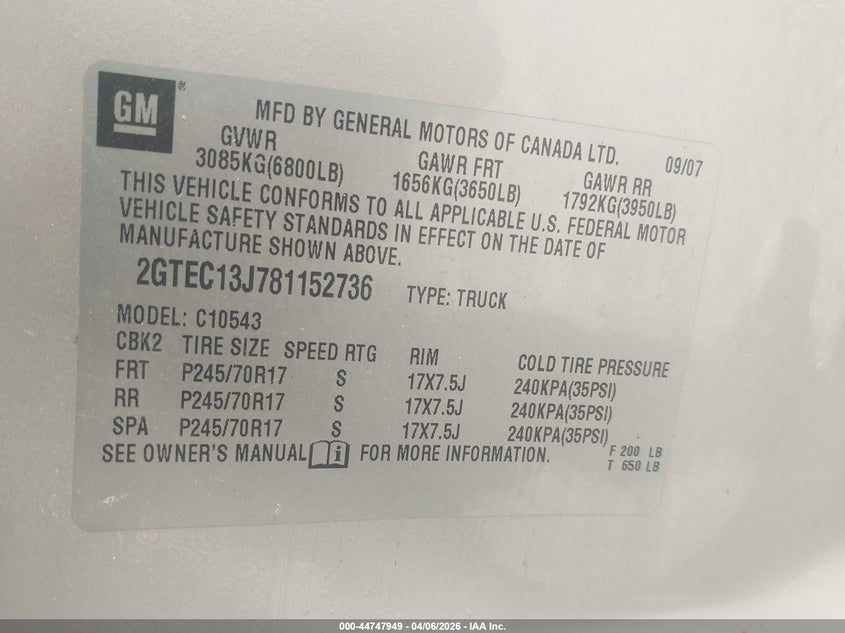 GM ®
MFD BY GENERAL MOTORS OF CANADA LTD. 09/07
GVWR GAWR FRT GAWR RR
3085KG(6800LB) 1656KG(3650LB) 1792KG(3950LB)
THIS VEHICLE CONFORMS TO ALL APPLICABLE U.S. FEDERAL MOTOR
VEHICLE SAFETY STANDARDS IN EFFECT ON THE DATE OF
MANUFACTURE SHOWN ABOVE.
2GTEC13J781152736 TYPE: TRUCK
MODEL: C10543
CBK2 TIRE SIZE SPEED RTG RIM COLD TIRE PRESSURE
FRT P245/70R17 S 17X7.5J 240KPA(35PSI)
RR P245/70R17 S 17X7.5J 240KPA(35PSI)
SPA P245/70R17 S 17X7.5J 240KPA(35PSI)
SEE OWNER'S MANUAL i FOR MORE INFORMATION.
F 200 LB
T 650 LB
000-44747949 - 04/06/2026 - IAA Inc.